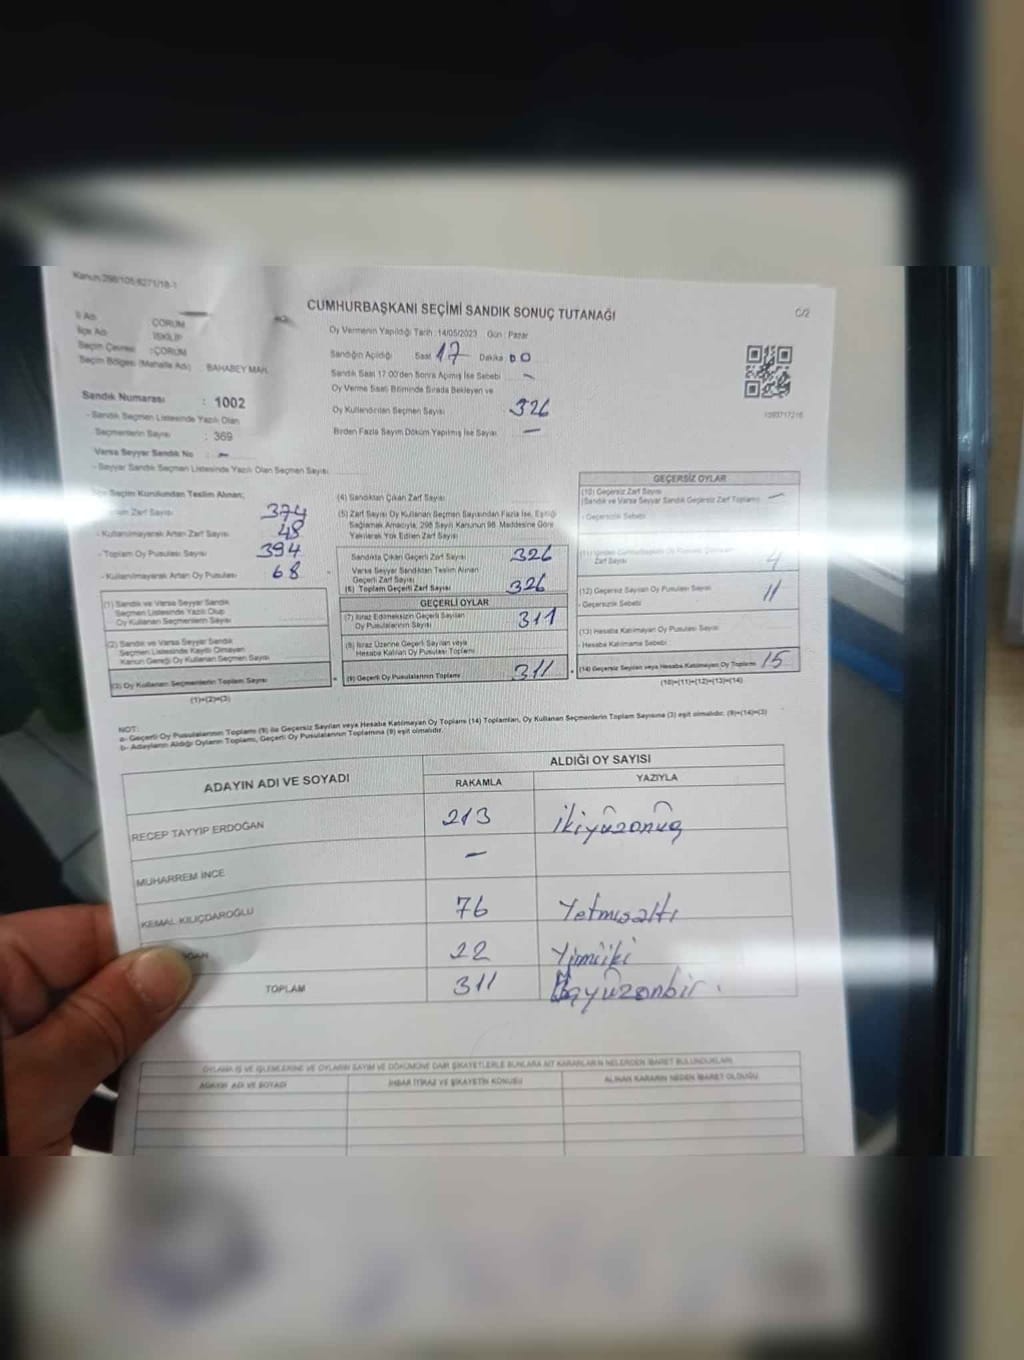 Kanun:298/105-6271/18-1
CUMHURBAŞKANI SEÇİMİ SANDIK SONUÇ TUTANAĞI
C/2
İl Adı : ÇORUM
İlçe Adı : İSKİLİP
Seçim Çevresi : ÇORUM
Seçim Bölgesi (Mahalle Adı) : BAHABEY MAH.
Sandık Numarası : 1002
- Sandık Seçmen Listesinde Yazılı Olan
Seçmenlerin Sayısı : 369
Varsa Seyyar Sandık No –
- Seyyar Sandık Seçmen Listesinde Yazılı Olan Seçmen Sayısı
Oy Vermenin Yapıldığı Tarih : 14/05/2023 Gün : Pazar
Sandığın Açıldığı Saat 17 Dakika 00
Sandık Saat 17.00'den Sonra Açılmış İse Sebebi –
Oy Verme Saati Bitiminde Sırada Bekleyen ve
Oy Kullandırılan Seçmen Sayısı 326
Birden Fazla Sayım Döküm Yapılmış İse Sayısı –
1093717216
Seçim Kurulundan Teslim Alınan;
Zarf Sayısı 374
- Kullanılmayarak Artan Zarf Sayısı 48
- Toplam Oy Pusulası Sayısı 394
- Kullanılmayarak Artan Oy Pusulası 68
(1) Sandık ve Varsa Seyyar Sandık
Seçmen Listesinde Yazılı Olup
Oy Kullanan Seçmenlerin Sayısı
(2) Sandık ve Varsa Seyyar Sandık
Seçmen Listesinde Kayıtlı Olmayan
Kanun Gereği Oy Kullanan Seçmen Sayısı
(3) Oy Kullanan Seçmenlerin Toplam Sayısı
(1)+(2)=(3)
(4) Sandıktan Çıkan Zarf Sayısı
(5) Zarf Sayısı Oy Kullanan Seçmen Sayısından Fazla İse, Eşitliği
Sağlamak Amacıyla, 298 Sayılı Kanunun 98. Maddesine Göre
Yakılarak Yok Edilen Zarf Sayısı
Sandıkta Çıkan Geçerli Zarf Sayısı 326
Varsa Seyyar Sandıktan Teslim Alınan
Geçerli Zarf Sayısı
(6) Toplam Geçerli Zarf Sayısı 326
GEÇERLİ OYLAR
(7) İtiraz Edilmeksizin Geçerli Sayılan
Oy Pusulalarının Sayısı 311
(8) İtiraz Üzerine Geçerli Sayılan veya
Hesaba Katılan Oy Pusulası Toplamı
(9) Geçerli Oy Pusulalarının Toplamı 311
GEÇERSİZ OYLAR
(10) Geçersiz Zarf Sayısı
(Sandık ve Varsa Seyyar Sandık Geçersiz Zarf Toplamı) –
- Geçersizlik Sebebi
Zarf Sayısı 4
(12) Geçersiz Sayılan Oy Pusulası Sayısı 11
- Geçersizlik Sebebi
(13) Hesaba Katılmayan Oy Pusulası Sayısı
- Hesaba Katılmama Sebebi
(14) Geçersiz Sayılan veya Hesaba Katılmayan Oy Toplamı 15
(10)+(11)+(12)+(13)=(14)
NOT:
a- Geçerli Oy Pusulalarının Toplamı (9) ile Geçersiz Sayılan veya Hesaba Katılmayan Oy Toplamı (14) Toplamları, Oy Kullanan Seçmenlerin Toplam Sayısına (3) eşit olmalıdır. (9)+(14)=(3)
b- Adayların Aldığı Oyların Toplamı, Geçerli Oy Pusulalarının Toplamına (9) eşit olmalıdır.
ADAYIN ADI VE SOYADI
ALDIĞI OY SAYISI
RAKAMLA YAZIYLA
RECEP TAYYİP ERDOĞAN 213 ikiyüzonüç
MUHARREM İNCE –
KEMAL KILIÇDAROĞLU 76 Yetmişaltı
OĞAN 22 Yirmiiki
TOPLAM 311 Üçyüzonbir.
OYLAMA İŞ VE İŞLEMLERİNE VE OYLARIN SAYIM VE DÖKÜMÜNE DAİR ŞİKAYETLERLE BUNLARA AİT KARARLARIN NELERDEN İBARET BULUNDUKLARI
ADAYIN ADI VE SOYADI İHBAR İTİRAZ VE ŞİKAYETİN KONUSU ALINAN KARARIN NEDEN İBARET OLDUĞU